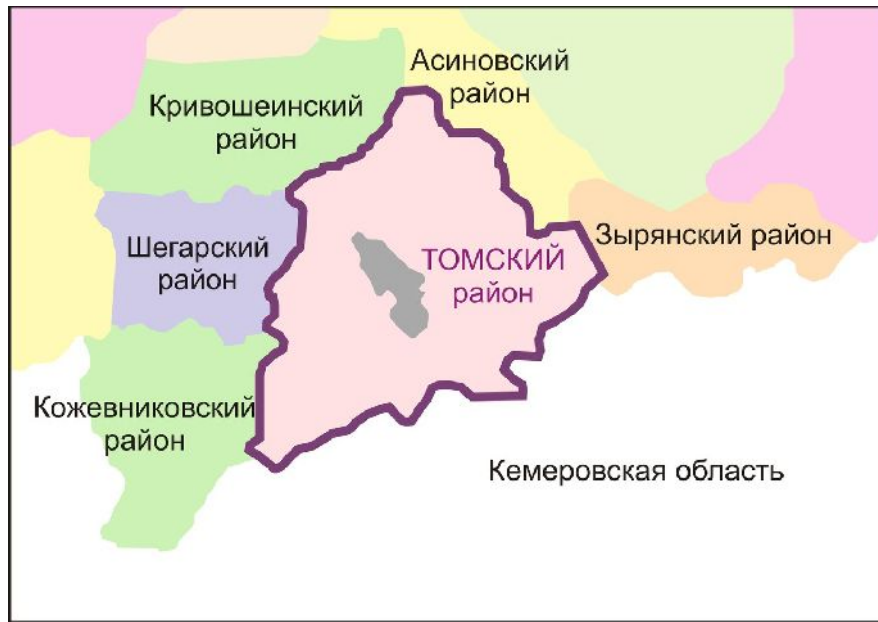 Асиновский
район
Кривошеинский
район
Шегарский
район
ТОМСКИЙ
район
Зырянский район
Кожевниковский
район
Кемеровская область